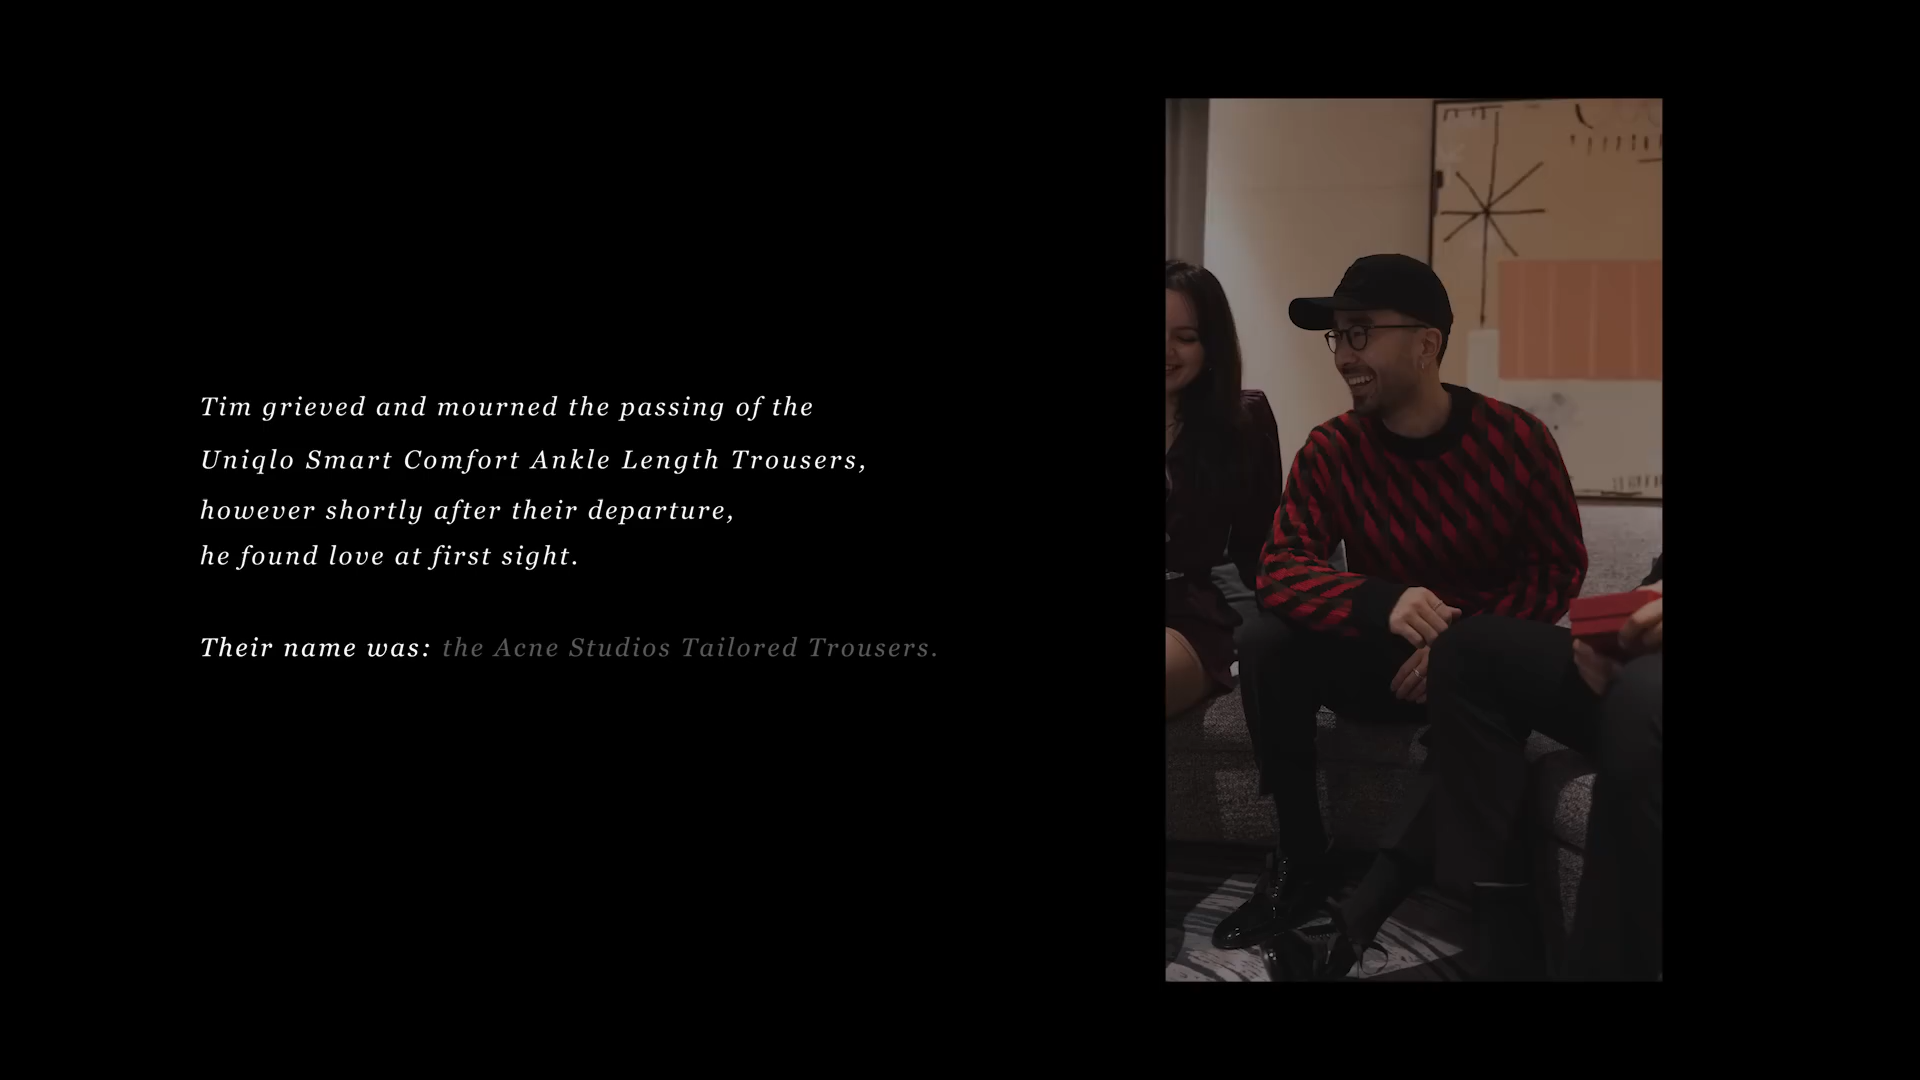 Tim grieved and mourned the passing of the
Uniqlo Smart Comfort Ankle Length Trousers,
however shortly after their departure,
he found love at first sight.
Their name was: the Acne Studios Tailored Trousers.